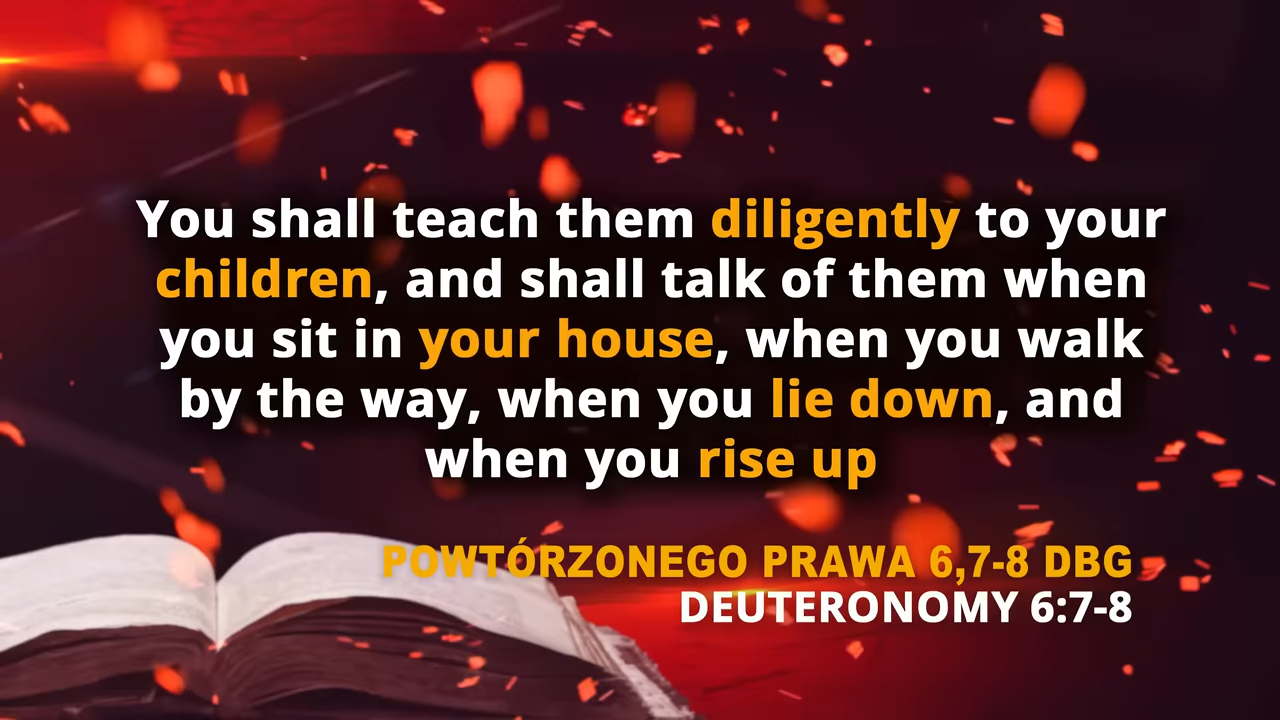 You shall teach them diligently to your
children, and shall talk of them when
you sit in your house, when you walk
by the way, when you lie down, and
when you rise up
POWTÓRZONEGO PRAWA 6,7-8 DBG
DEUTERONOMY 6:7-8